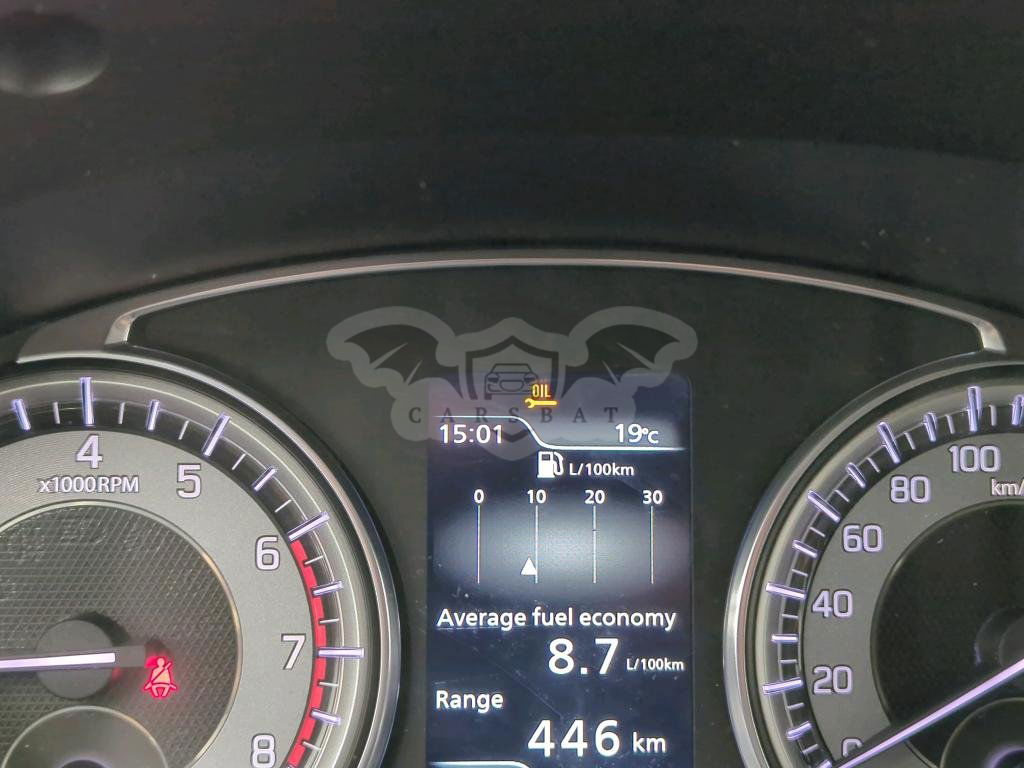 OIL
CARSBAT
15:01 19°C
L/100km
0 10 20 30
Average fuel economy
8.7 L/100km
Range
446 km
4
x1000RPM
5
6
7
8
100
km/
80
60
40
20
0